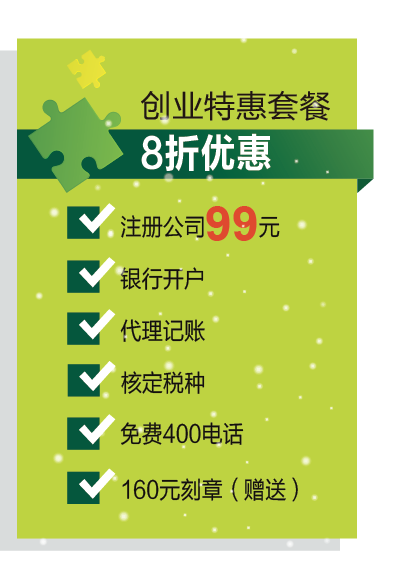 创业特惠套餐
8折优惠
注册公司99元
银行开户
代理记账
核定税种
免费400电话
160元刻章（赠送）